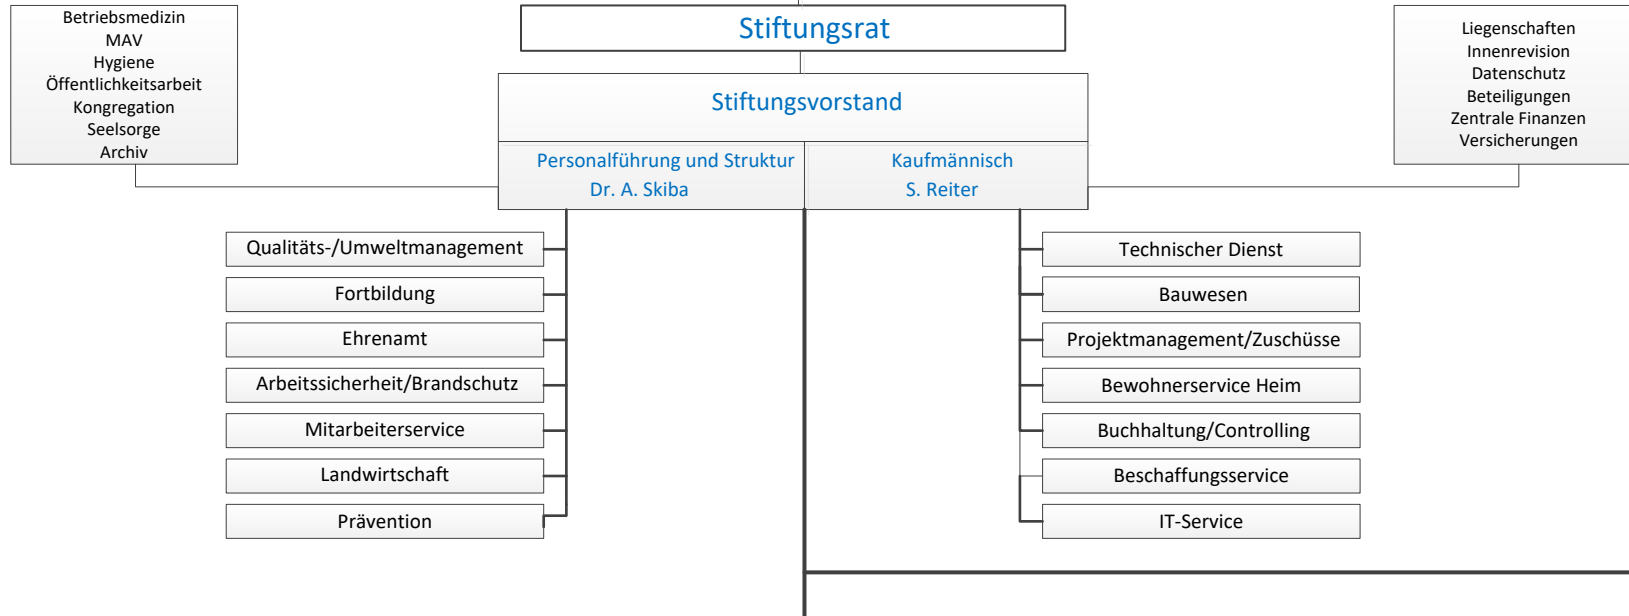 Betriebsmedizin
MAV
Hygiene
Öffentlichkeitsarbeit
Kongregation
Seelsorge
Archiv
Stiftungsrat
Liegenschaften
Innenrevision
Datenschutz
Beteiligungen
Zentrale Finanzen
Versicherungen
Stiftungsvorstand
Personalführung und Struktur
Dr. A. Skiba
Kaufmännisch
S. Reiter
Qualitäts-/Umweltmanagement
Fortbildung
Ehrenamt
Arbeitssicherheit/Brandschutz
Mitarbeiterservice
Landwirtschaft
Prävention
Technischer Dienst
Bauwesen
Projektmanagement/Zuschüsse
Bewohnerservice Heim
Buchhaltung/Controlling
Beschaffungsservice
IT-Service